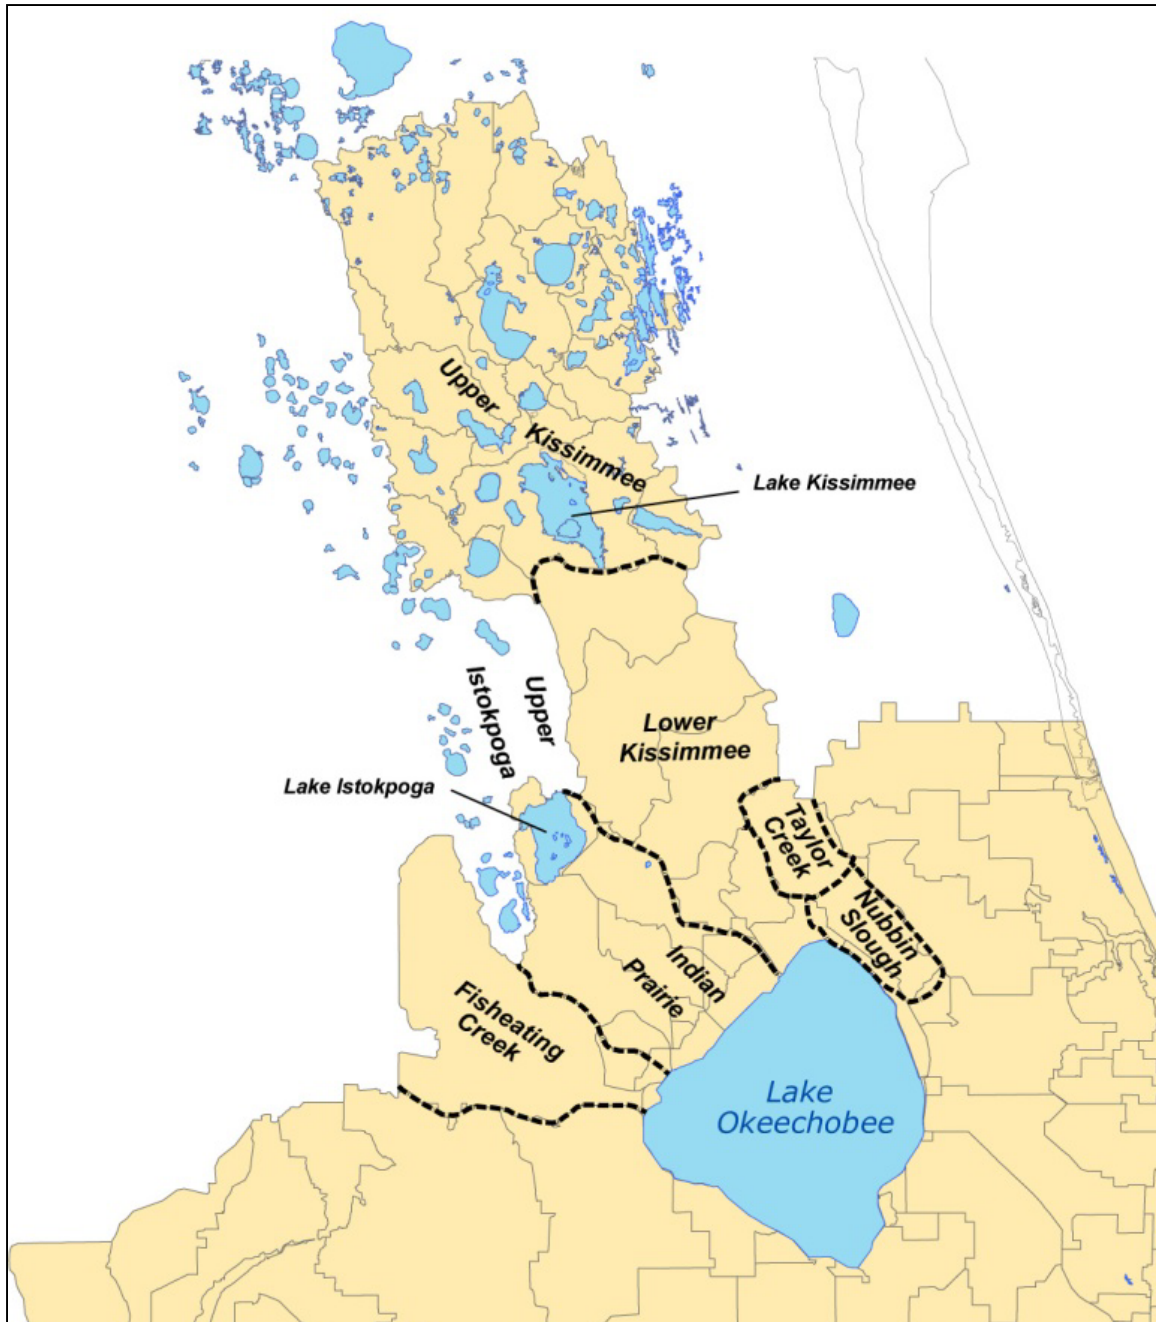 Upper
Kissimmee
Lake Kissimmee
Upper
Istokpoga
Lower
Kissimmee
Lake Istokpoga
Taylor
Creek
Nubbin
Slough
Indian
Prairie
Fisheating
Creek
Lake
Okeechobee